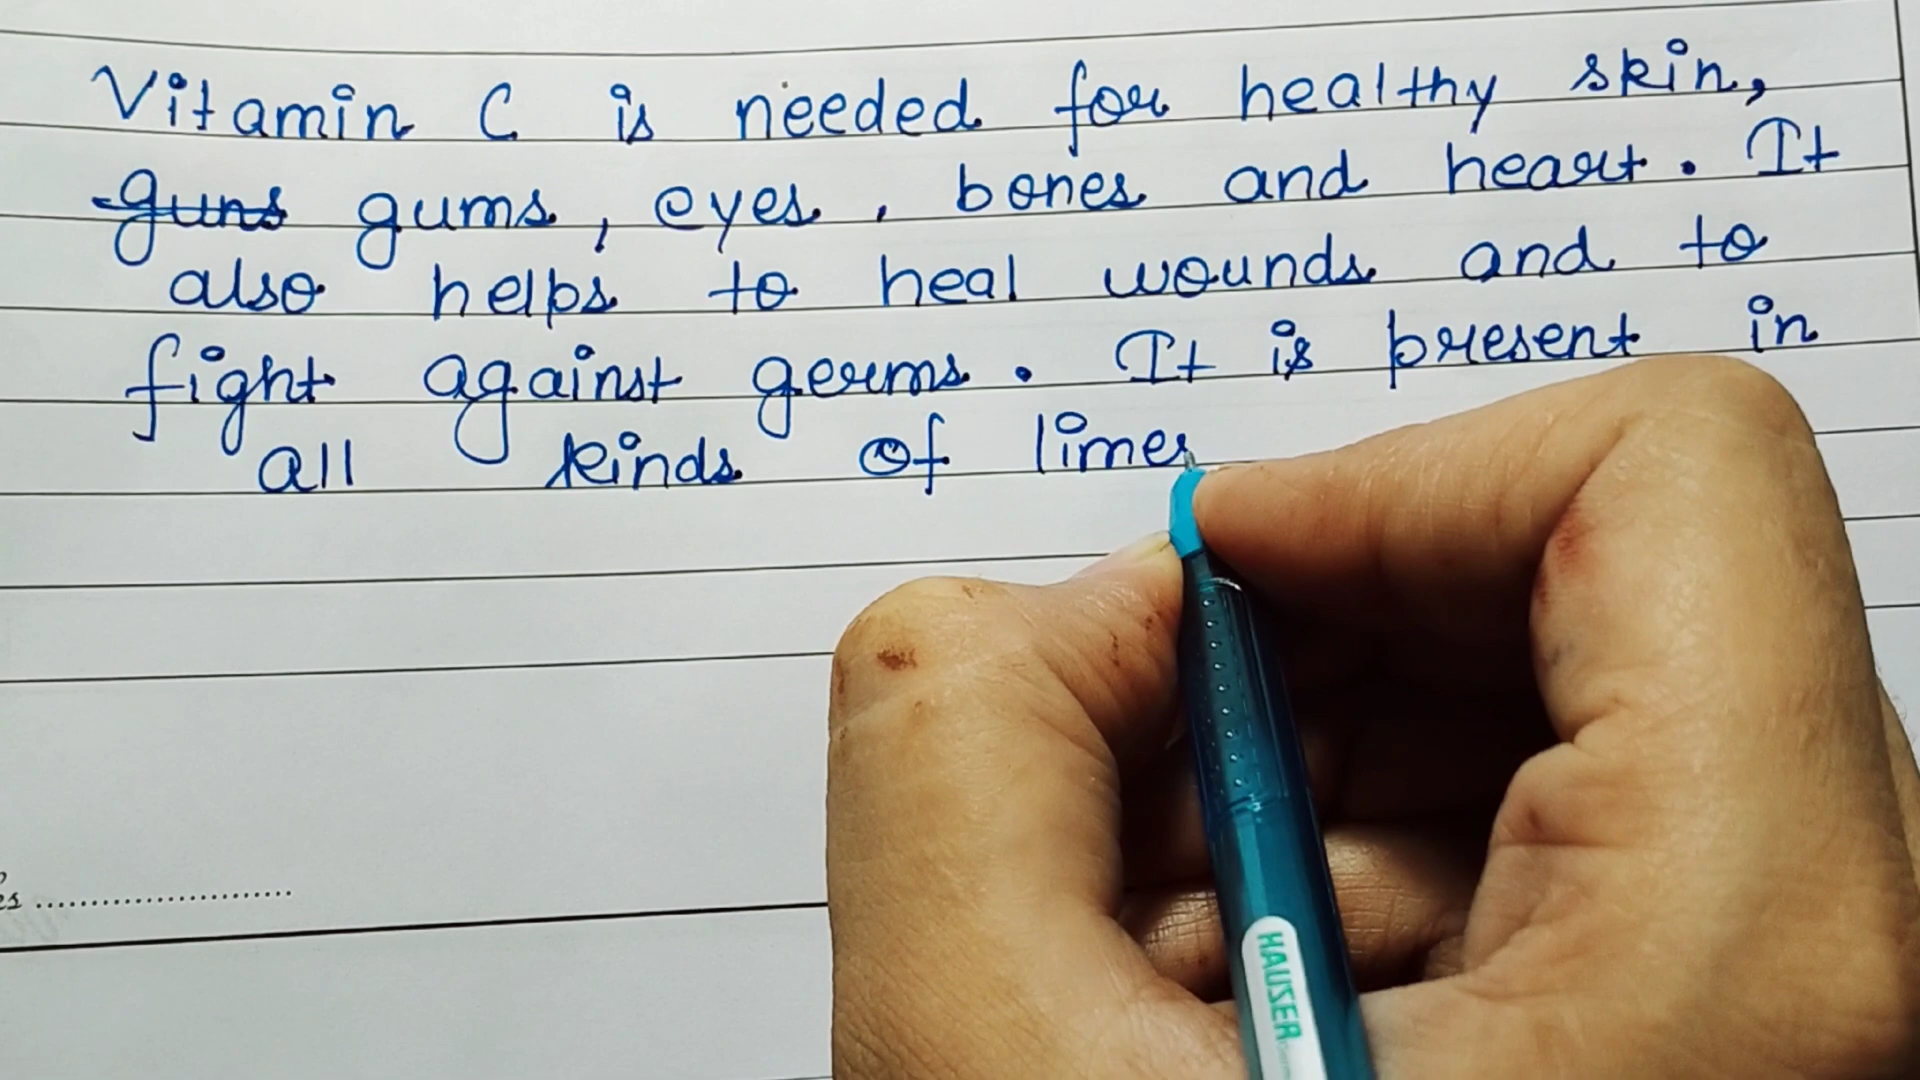 Vitamin C is needed for healthy skin,
guns gums, eyes, bones and heart. It
also helps to heal wounds and to
fight against germs. It is present in
all kinds of limes
HAUSER